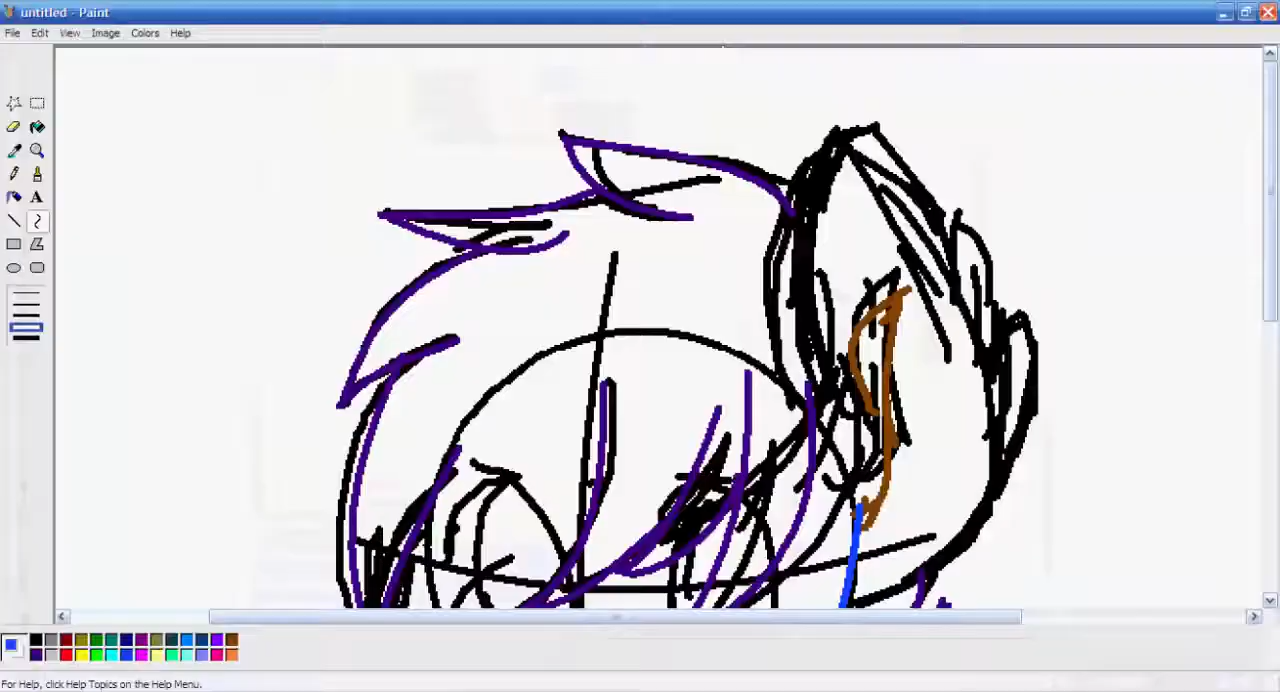 untitled - Paint
File Edit View Image Colors Help
A
For Help, click Help Topics on the Help Menu.